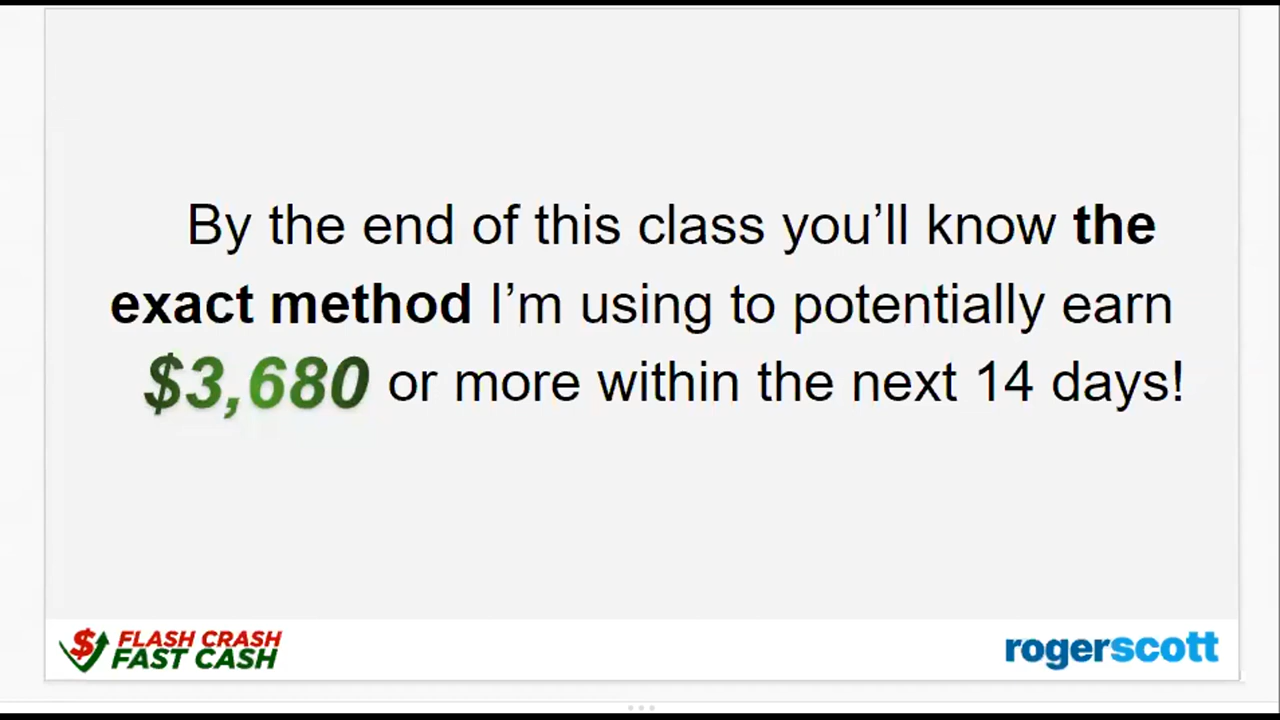 By the end of this class you’ll know the
exact method I’m using to potentially earn
$3,680 or more within the next 14 days!
$ FLASH CRASH
FAST CASH
rogerscott